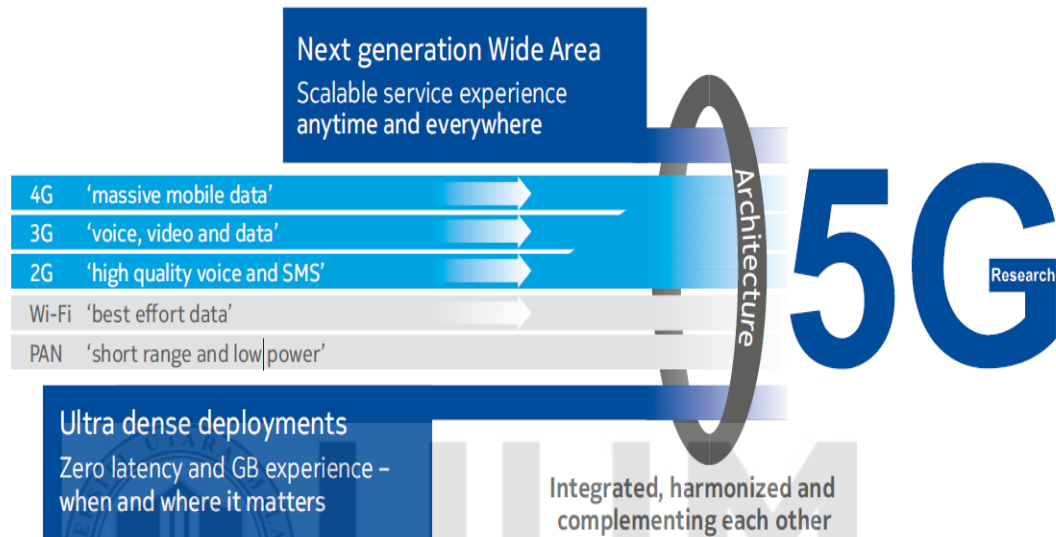 Next generation Wide Area
Scalable service experience
anytime and everywhere
4G ‘massive mobile data’
3G ‘voice, video and data’
2G ‘high quality voice and SMS’
Wi-Fi ‘best effort data’
PAN ‘short range and low power’
Architecture
5G
Research
Ultra dense deployments
Zero latency and GB experience –
when and where it matters
Integrated, harmonized and
complementing each other
UTARA
UUM